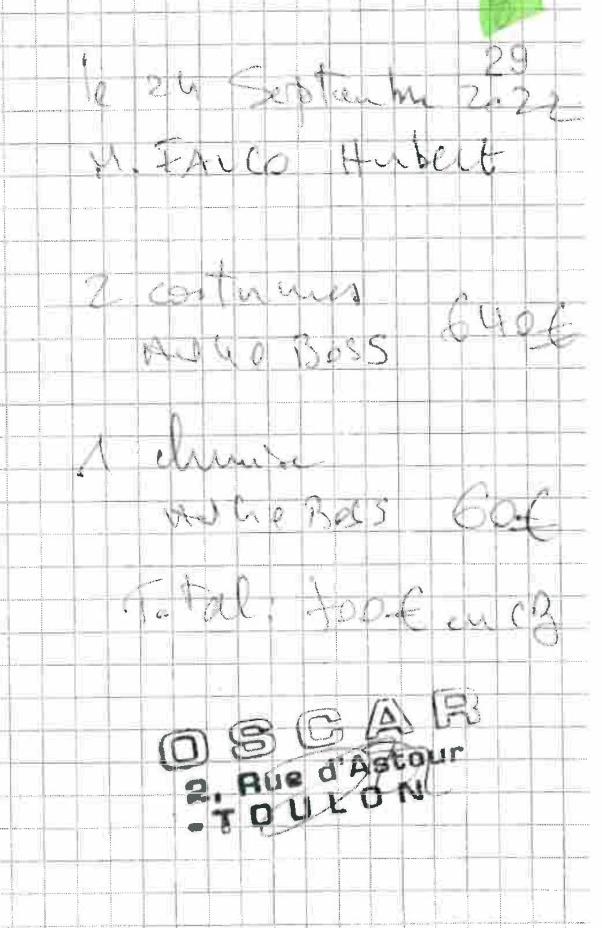 29
le 24 Septembre 2022
M. FALCO Hubert
2 costumes
HUGO BOSS 640€
1 chemise
HUGO BOSS 60€
Total: 700€ en CB
OSCAR
2, Rue d'Astour
- TOULON